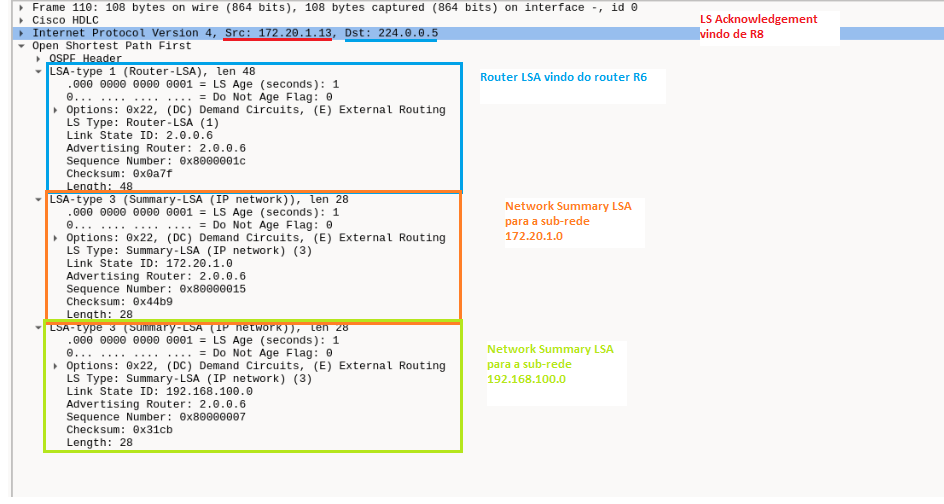 Frame 110: 108 bytes on wire (864 bits), 108 bytes captured (864 bits) on interface -, id 0
Cisco HDLC
Internet Protocol Version 4, Src: 172.20.1.13, Dst: 224.0.0.5
LS Acknowledgement
vindo de R8
Open Shortest Path First
OSPF Header
LSA-type 1 (Router-LSA), len 48
Router LSA vindo do router R6
.000 0000 0000 0001 = LS Age (seconds): 1
0... .... .... .... = Do Not Age Flag: 0
Options: 0x22, (DC) Demand Circuits, (E) External Routing
LS Type: Router-LSA (1)
Link State ID: 2.0.0.6
Advertising Router: 2.0.0.6
Sequence Number: 0x8000001c
Checksum: 0x0a7f
Length: 48
LSA-type 3 (Summary-LSA (IP network)), len 28
.000 0000 0000 0001 = LS Age (seconds): 1
0... .... .... .... = Do Not Age Flag: 0
Options: 0x22, (DC) Demand Circuits, (E) External Routing
LS Type: Summary-LSA (IP network) (3)
Link State ID: 172.20.1.0
Advertising Router: 2.0.0.6
Sequence Number: 0x80000015
Checksum: 0x44b9
Length: 28
Network Summary LSA
para a sub-rede
172.20.1.0
LSA-type 3 (Summary-LSA (IP network)), len 28
.000 0000 0000 0001 = LS Age (seconds): 1
0... .... .... .... = Do Not Age Flag: 0
Options: 0x22, (DC) Demand Circuits, (E) External Routing
LS Type: Summary-LSA (IP network) (3)
Link State ID: 192.168.100.0
Advertising Router: 2.0.0.6
Sequence Number: 0x80000007
Checksum: 0x31cb
Length: 28
Network Summary LSA
para a sub-rede
192.168.100.0